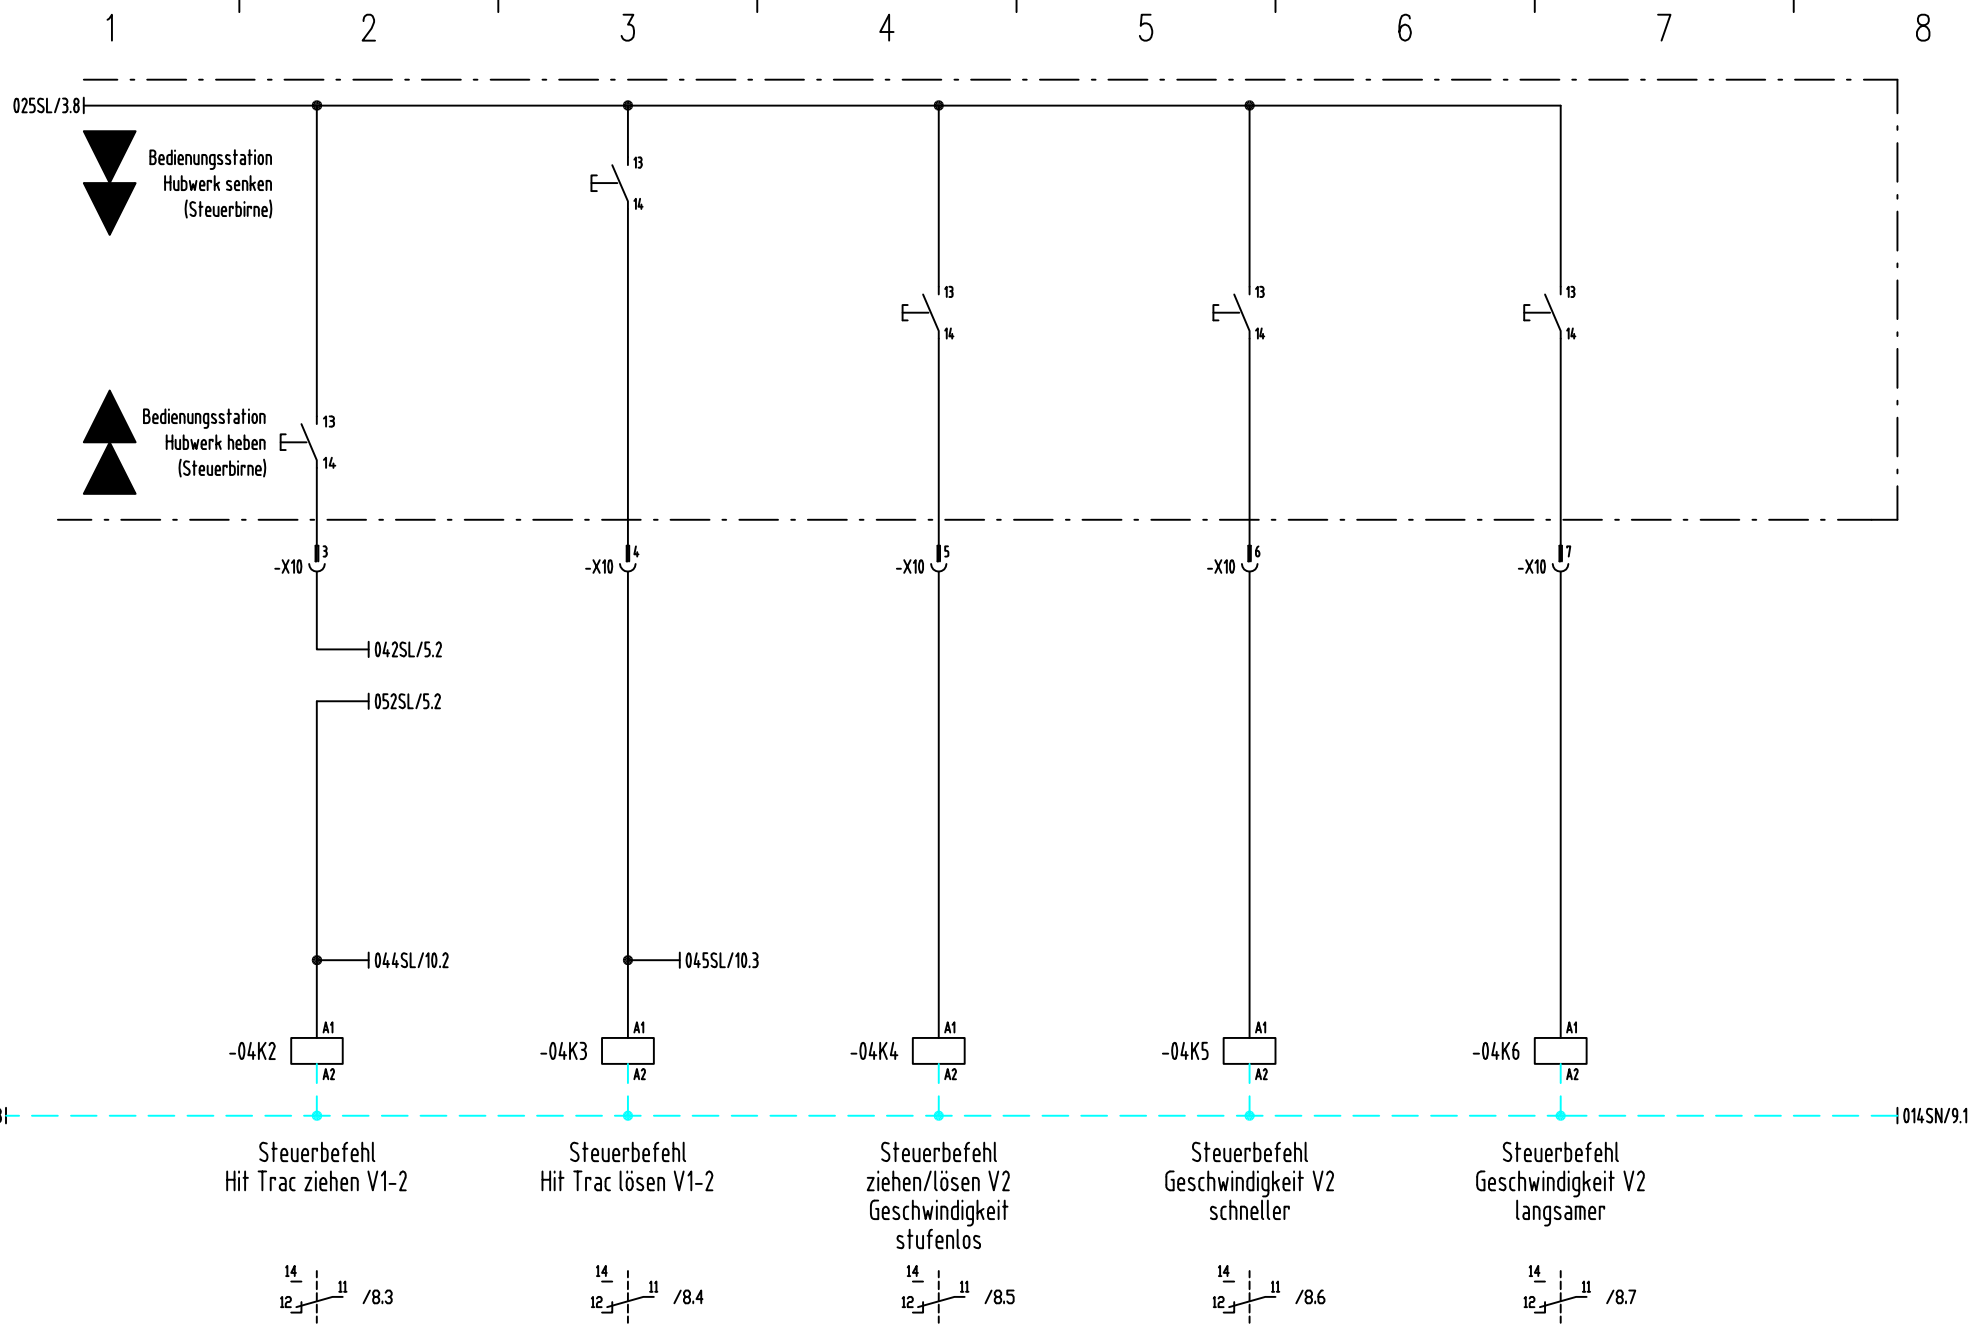 1 2 3 4 5 6 7 8
025SL/3.8
Bedienungsstation
Hubwerk senken
(Steuerbirne)
13
14
13 13 13
14 14 14
Bedienungsstation
Hubwerk heben
(Steuerbirne)
13
14
3 4 5 6 7
-X10 -X10 -X10 -X10 -X10
042SL/5.2
052SL/5.2
044SL/10.2 045SL/10.3
A1 A1 A1 A1 A1
-04K2 -04K3 -04K4 -04K5 -04K6
A2 A2 A2 A2 A2
014SN/9.1
Steuerbefehl
Hit Trac ziehen V1-2
Steuerbefehl
Hit Trac lösen V1-2
Steuerbefehl
ziehen/lösen V2
Geschwindigkeit
stufenlos
Steuerbefehl
Geschwindigkeit V2
schneller
Steuerbefehl
Geschwindigkeit V2
langsamer
14 14 14 14 14
12 11 /8.3 12 11 /8.4 12 11 /8.5 12 11 /8.6 12 11 /8.7